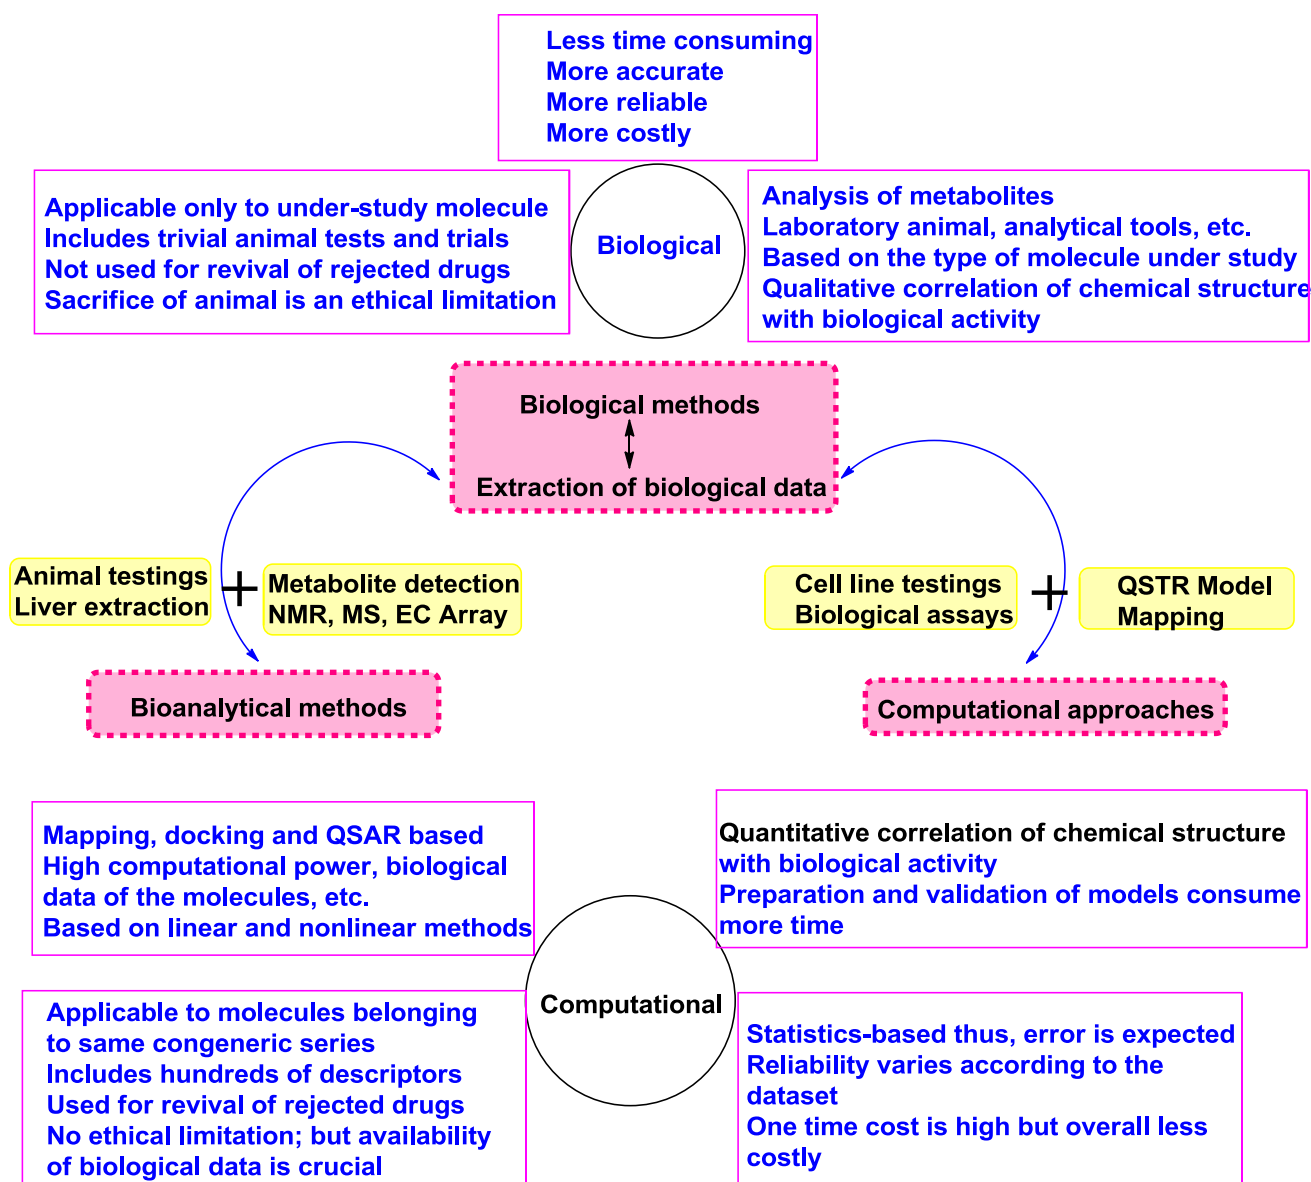 Less time consuming
More accurate
More reliable
More costly
Applicable only to under-study molecule
Includes trivial animal tests and trials
Not used for revival of rejected drugs
Sacrifice of animal is an ethical limitation
Biological
Analysis of metabolites
Laboratory animal, analytical tools, etc.
Based on the type of molecule under study
Qualitative correlation of chemical structure
with biological activity
Biological methods
Extraction of biological data
Animal testings
Liver extraction
+
Metabolite detection
NMR, MS, EC Array
Cell line testings
Biological assays
+
QSTR Model
Mapping
Bioanalytical methods
Computational approaches
Mapping, docking and QSAR based
High computational power, biological
data of the molecules, etc.
Based on linear and nonlinear methods
Quantitative correlation of chemical structure
with biological activity
Preparation and validation of models consume
more time
Computational
Applicable to molecules belonging
to same congeneric series
Includes hundreds of descriptors
Used for revival of rejected drugs
No ethical limitation; but availability
of biological data is crucial
Statistics-based thus, error is expected
Reliability varies according to the
dataset
One time cost is high but overall less
costly